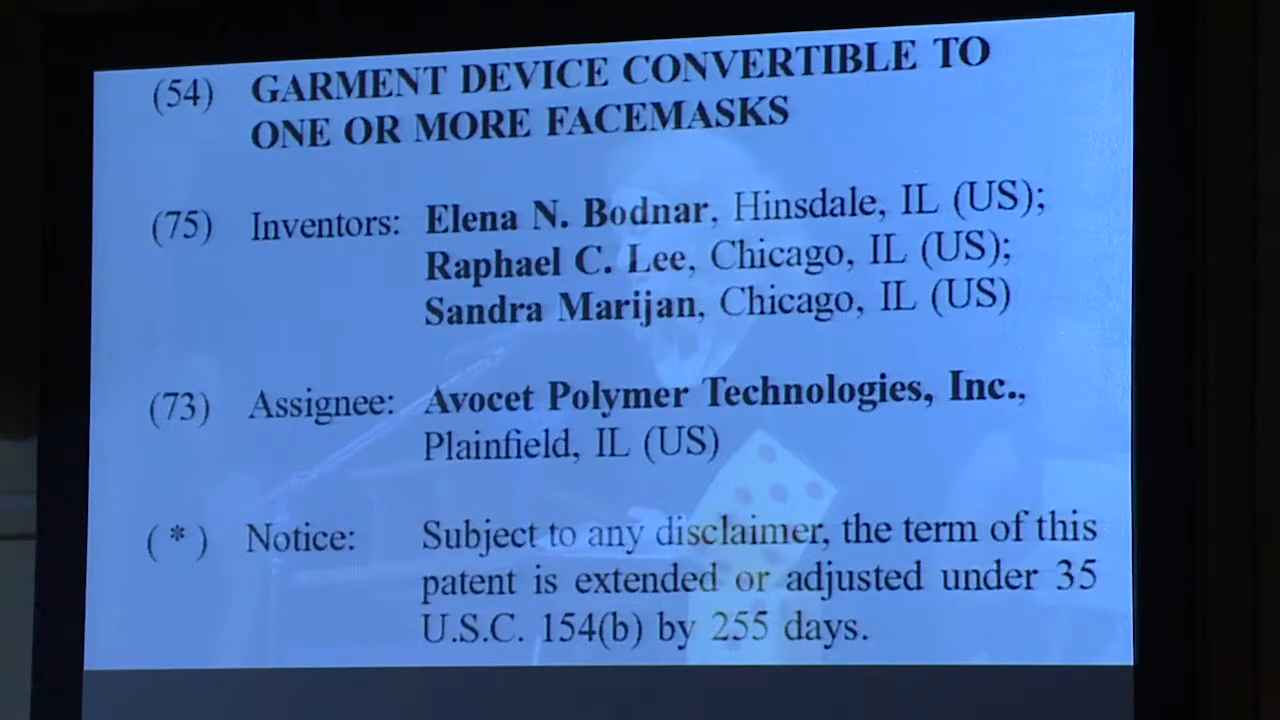 (54) GARMENT DEVICE CONVERTIBLE TO
ONE OR MORE FACEMASKS
(75) Inventors: Elena N. Bodnar, Hinsdale, IL (US);
Raphael C. Lee, Chicago, IL (US);
Sandra Marijan, Chicago, IL (US)
(73) Assignee: Avocet Polymer Technologies, Inc.,
Plainfield, IL (US)
( * ) Notice: Subject to any disclaimer, the term of this
patent is extended or adjusted under 35
U.S.C. 154(b) by 255 days.